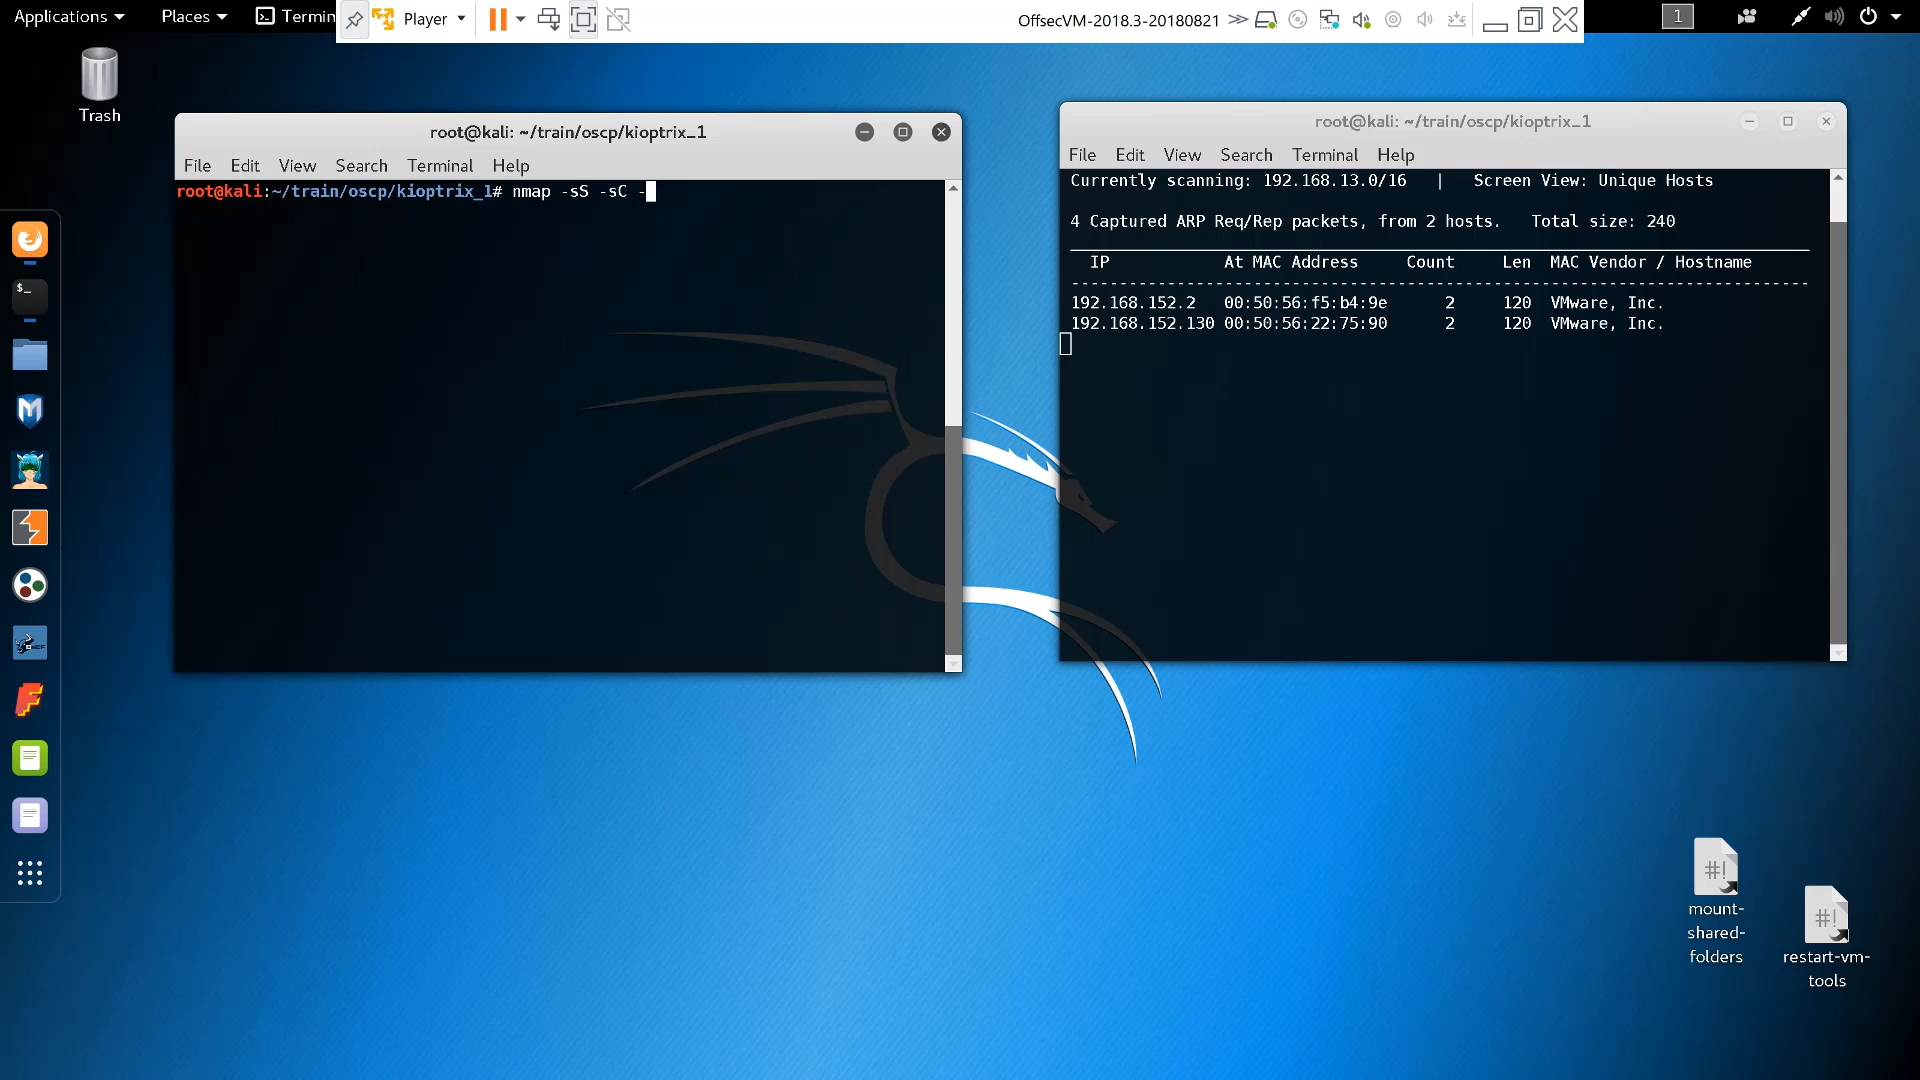 Applications
Places
Termin
Player
OffsecVM-2018.3-20180821
1
Trash
root@kali: ~/train/oscp/kioptrix_1
File Edit View Search Terminal Help
root@kali:~/train/oscp/kioptrix_1# nmap -sS -sC -
root@kali: ~/train/oscp/kioptrix_1
File Edit View Search Terminal Help
Currently scanning: 192.168.13.0/16 | Screen View: Unique Hosts
4 Captured ARP Req/Rep packets, from 2 hosts. Total size: 240
_____________________________________________________________________________
IP At MAC Address Count Len MAC Vendor / Hostname
-----------------------------------------------------------------------------
192.168.152.2 00:50:56:f5:b4:9e 2 120 VMware, Inc.
192.168.152.130 00:50:56:22:75:90 2 120 VMware, Inc.
$_
#!
mount-
shared-
folders
#!
restart-vm-
tools